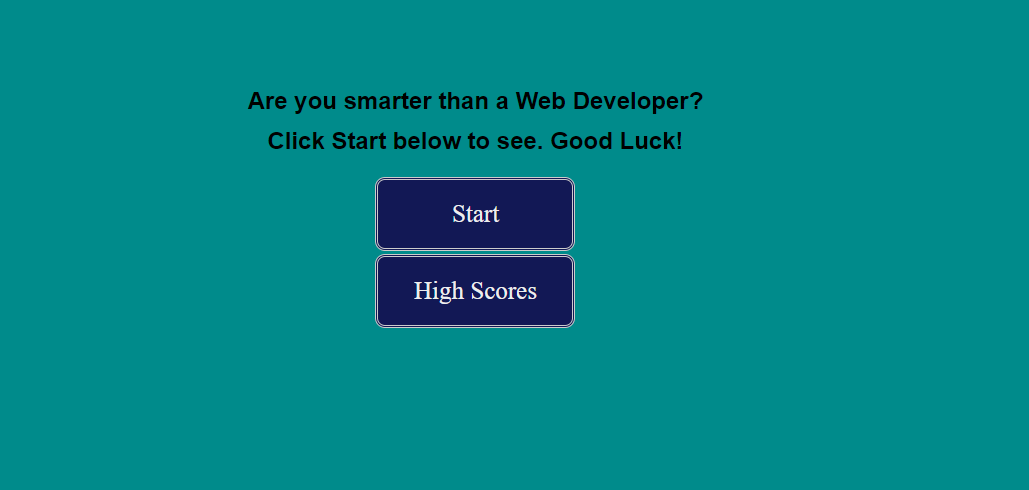 Are you smarter than a Web Developer?
Click Start below to see. Good Luck!
Start
High Scores